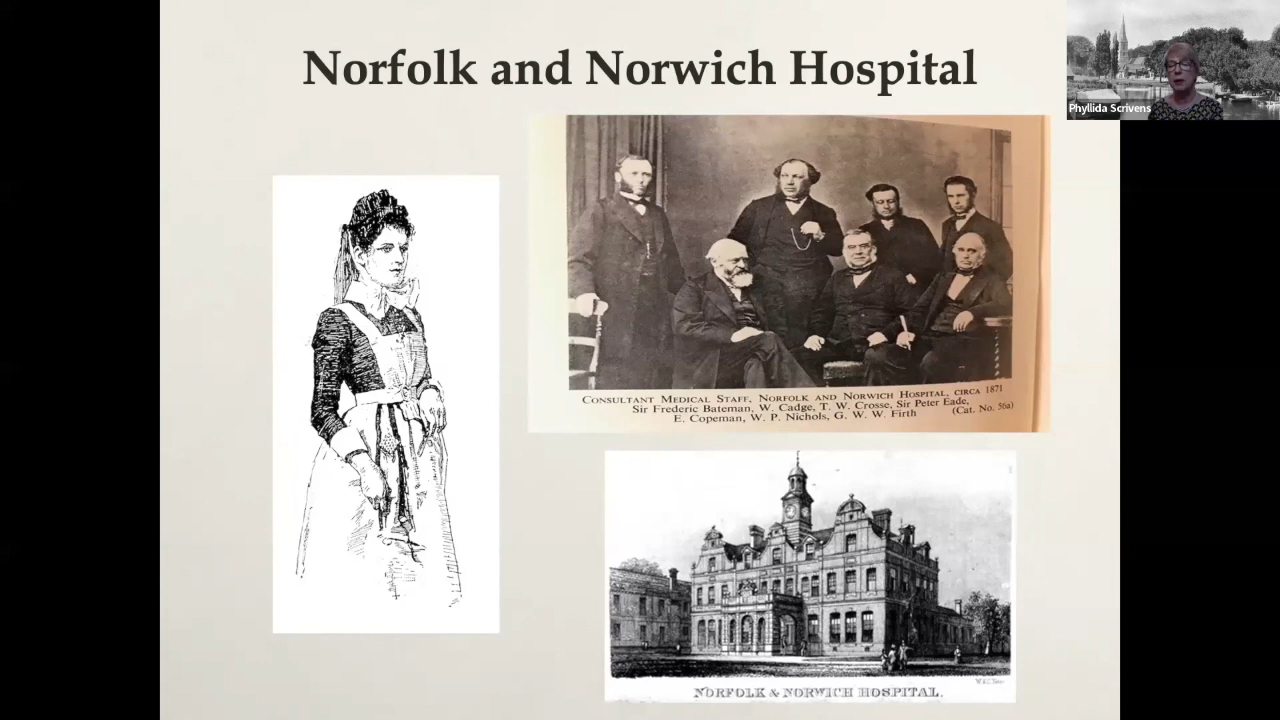 Norfolk and Norwich Hospital
Phyllida Scrivens
CONSULTANT MEDICAL STAFF, NORFOLK AND NORWICH HOSPITAL, CIRCA 1871
Sir Frederic Bateman, W. Cadge, T. W. Crosse, Sir Peter Eade,
E. Copeman, W. P. Nichols, G. W. W. Firth (Cat. No. 56a)
NORFOLK & NORWICH HOSPITAL.